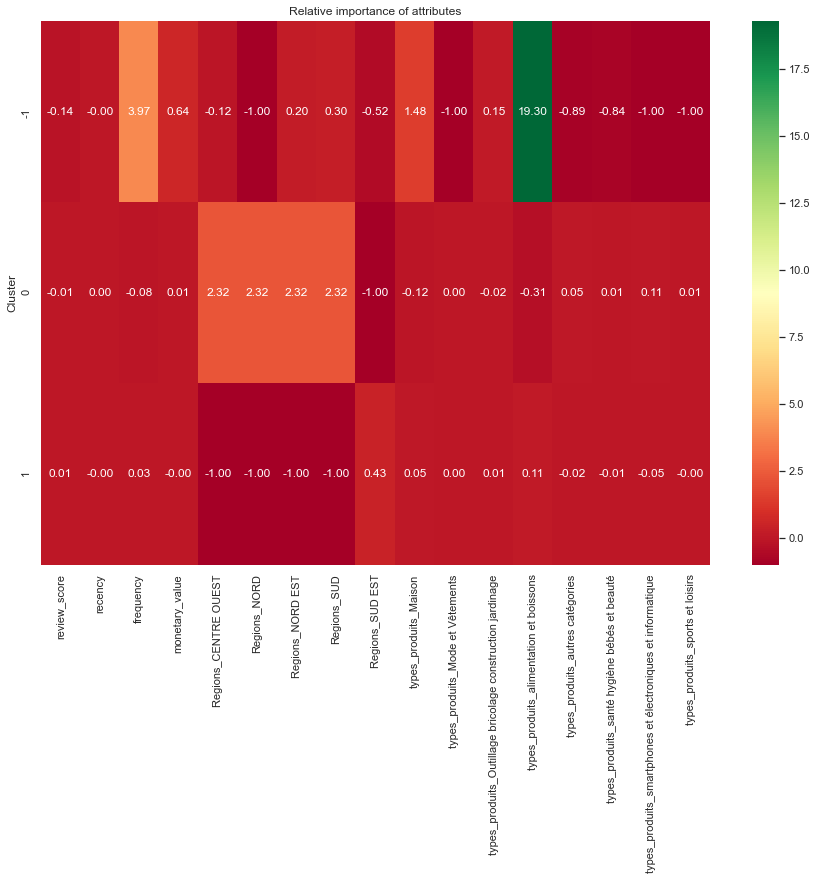 Relative importance of attributes
Cluster
-1
-0.14 -0.00 3.97 0.64 -0.12 -1.00 0.20 0.30 -0.52 1.48 -1.00 0.15 19.30 -0.89 -0.84 -1.00 -1.00
0
-0.01 0.00 -0.08 0.01 2.32 2.32 2.32 2.32 -1.00 -0.12 0.00 -0.02 -0.31 0.05 0.01 0.11 0.01
1
0.01 -0.00 0.03 -0.00 -1.00 -1.00 -1.00 -1.00 0.43 0.05 0.00 0.01 0.11 -0.02 -0.01 -0.05 -0.00
review_score
recency
frequency
monetary_value
Regions_CENTRE OUEST
Regions_NORD
Regions_NORD EST
Regions_SUD
Regions_SUD EST
types_produits_Maison
types_produits_Mode et Vêtements
types_produits_Outillage bricolage construction jardinage
types_produits_alimentation et boissons
types_produits_autres catégories
types_produits_santé hygiène bébés et beauté
types_produits_smartphones et électroniques et informatique
types_produits_sports et loisirs
17.5
15.0
12.5
10.0
7.5
5.0
2.5
0.0